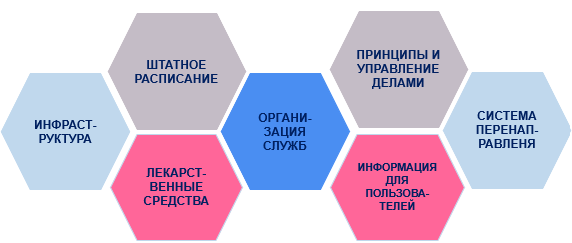 ИНФРАСТ-
РУКТУРА
ШТАТНОЕ
РАСПИСАНИЕ
ЛЕКАРСТ-
ВЕННЫЕ
СРЕДСТВА
ОРГАНИ-
ЗАЦИЯ
СЛУЖБ
ПРИНЦИПЫ И
УПРАВЛЕНИЕ
ДЕЛАМИ
ИНФОРМАЦИЯ
ДЛЯ
ПОЛЬЗОВА-
ТЕЛЕЙ
СИСТЕМА
ПЕРЕНАП-
РАВЛЕНЯ